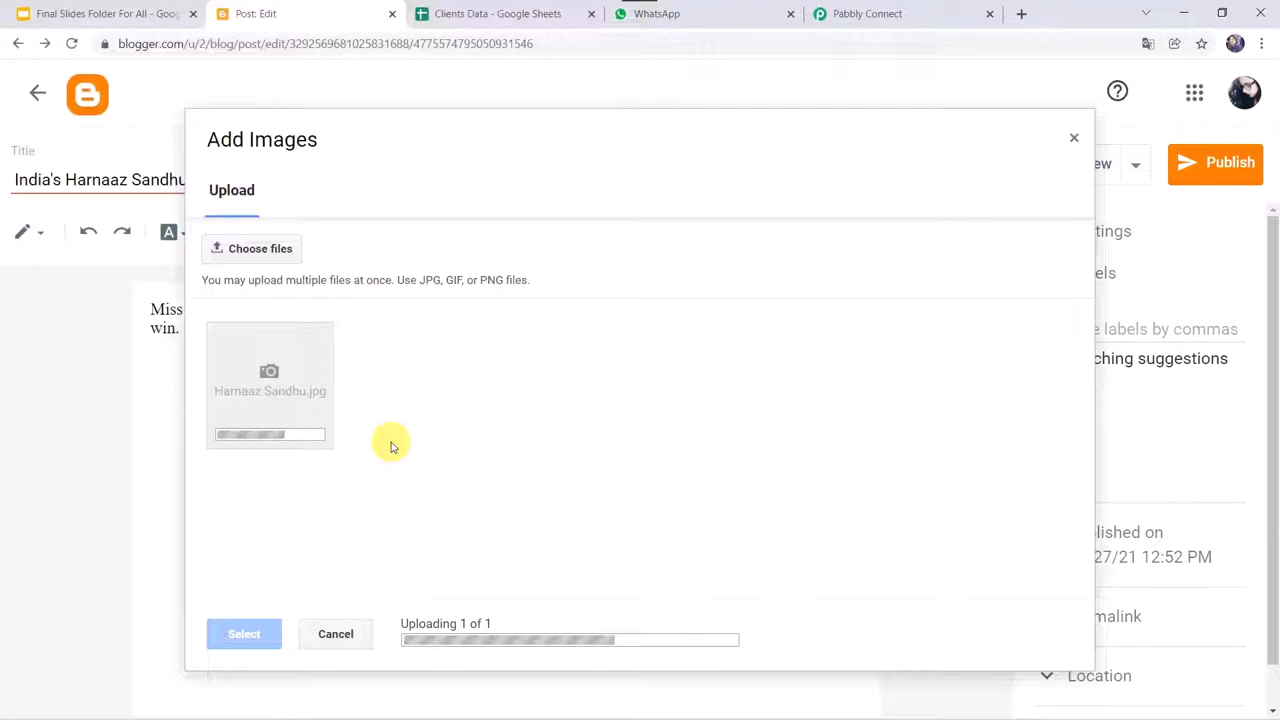 Final Slides Folder For All - Goog
Post: Edit
Clients Data - Google Sheets
WhatsApp
Pabbly Connect
blogger.com/u/2/blog/post/edit/3292569681025831688/4775574795050931546
Title
India's Harnaaz Sandhu
Publish
Add Images
Upload
Choose files
You may upload multiple files at once. Use JPG, GIF, or PNG files.
Miss
win.
Harnaaz Sandhu.jpg
Select
Cancel
Uploading 1 of 1
ew
tings
els
e labels by commas
ching suggestions
lished on
27/21 12:52 PM
malink
Location